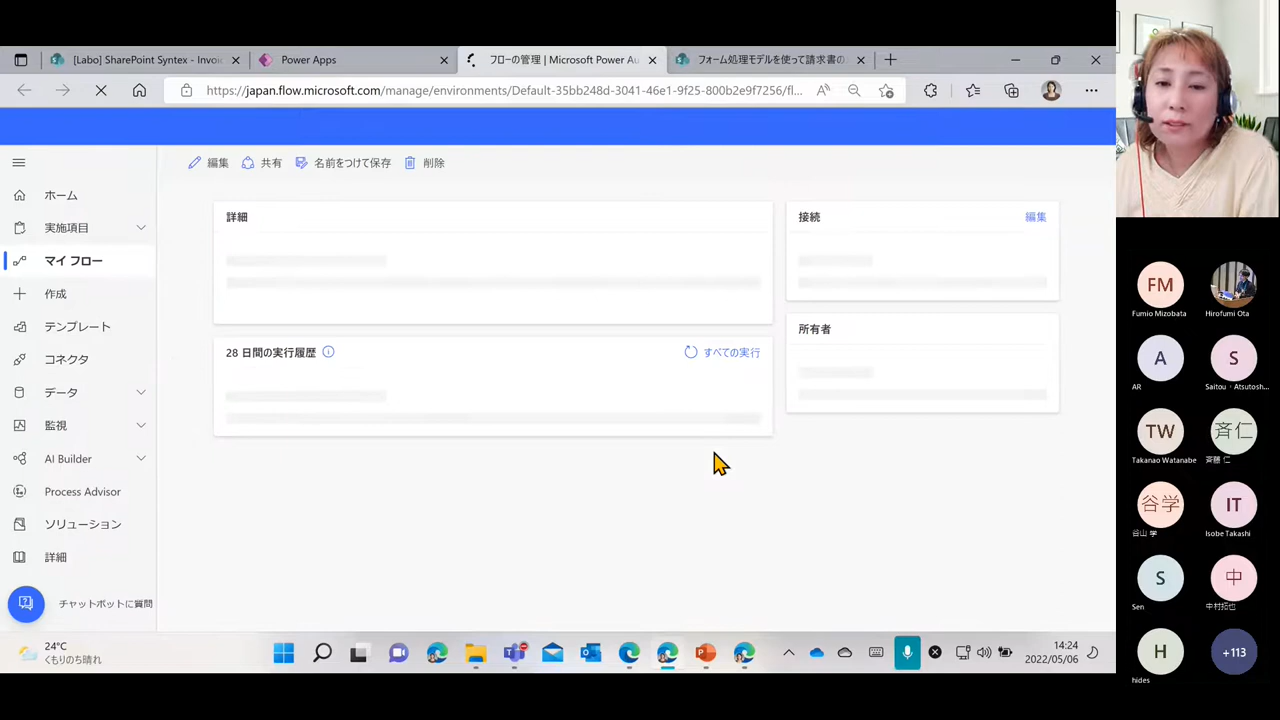 [Labo] SharePoint Syntex - Invoi
Power Apps
フローの管理 | Microsoft Power Au
フォーム処理モデルを使って請求書の
https://japan.flow.microsoft.com/manage/environments/Default-35bb248d-3041-46e1-9f25-800b2e9f7256/fl...
編集
共有
名前をつけて保存
削除
ホーム
実施項目
マイ フロー
作成
テンプレート
コネクタ
データ
監視
AI Builder
Process Advisor
ソリューション
詳細
チャットボットに質問
詳細
28 日間の実行履歴
すべての実行
接続
編集
所有者
24°C
くもりのち晴れ
14:24
2022/05/06
FM
Fumio Mizobata
Hirofumi Ota
A
AR
S
Saitou・Atsutosh...
TW
Takanao Watanabe
斉仁
斉藤 仁
谷学
谷山 学
IT
Isobe Takashi
S
Sen
中
中村拓也
H
hides
+113